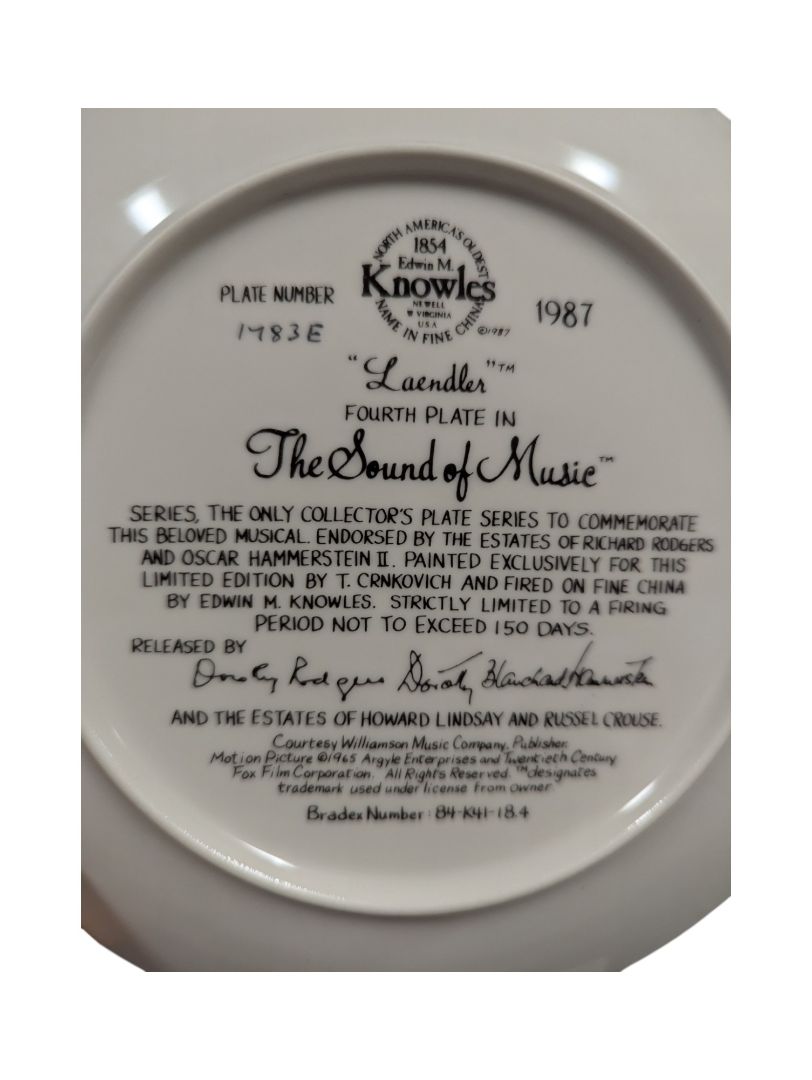 NORTH AMERICA'S OLDEST
1854
Edwin M.
Knowles
NEWELL
W VIRGINIA
USA
NAME IN FINE CHINA
©1987
PLATE NUMBER
1783E
1987
"Laendler"™
FOURTH PLATE IN
The Sound of Music™
SERIES, THE ONLY COLLECTOR'S PLATE SERIES TO COMMEMORATE
THIS BELOVED MUSICAL. ENDORSED BY THE ESTATES OF RICHARD RODGERS
AND OSCAR HAMMERSTEIN II. PAINTED EXCLUSIVELY FOR THIS
LIMITED EDITION BY T. CRNKOVICH AND FIRED ON FINE CHINA
BY EDWIN M. KNOWLES. STRICTLY LIMITED TO A FIRING
PERIOD NOT TO EXCEED 150 DAYS.
RELEASED BY
Dorothy Rodgers Dorothy Blanchard Hammerstein
AND THE ESTATES OF HOWARD LINDSAY AND RUSSEL CROUSE.
Courtesy Williamson Music Company, Publisher.
Motion Picture ©1965 Argyle Enterprises and Twentieth Century
Fox Film Corporation. All Rights Reserved. ™designates
trademark used under license from owner.
Bradex Number: 84-K41-18.4